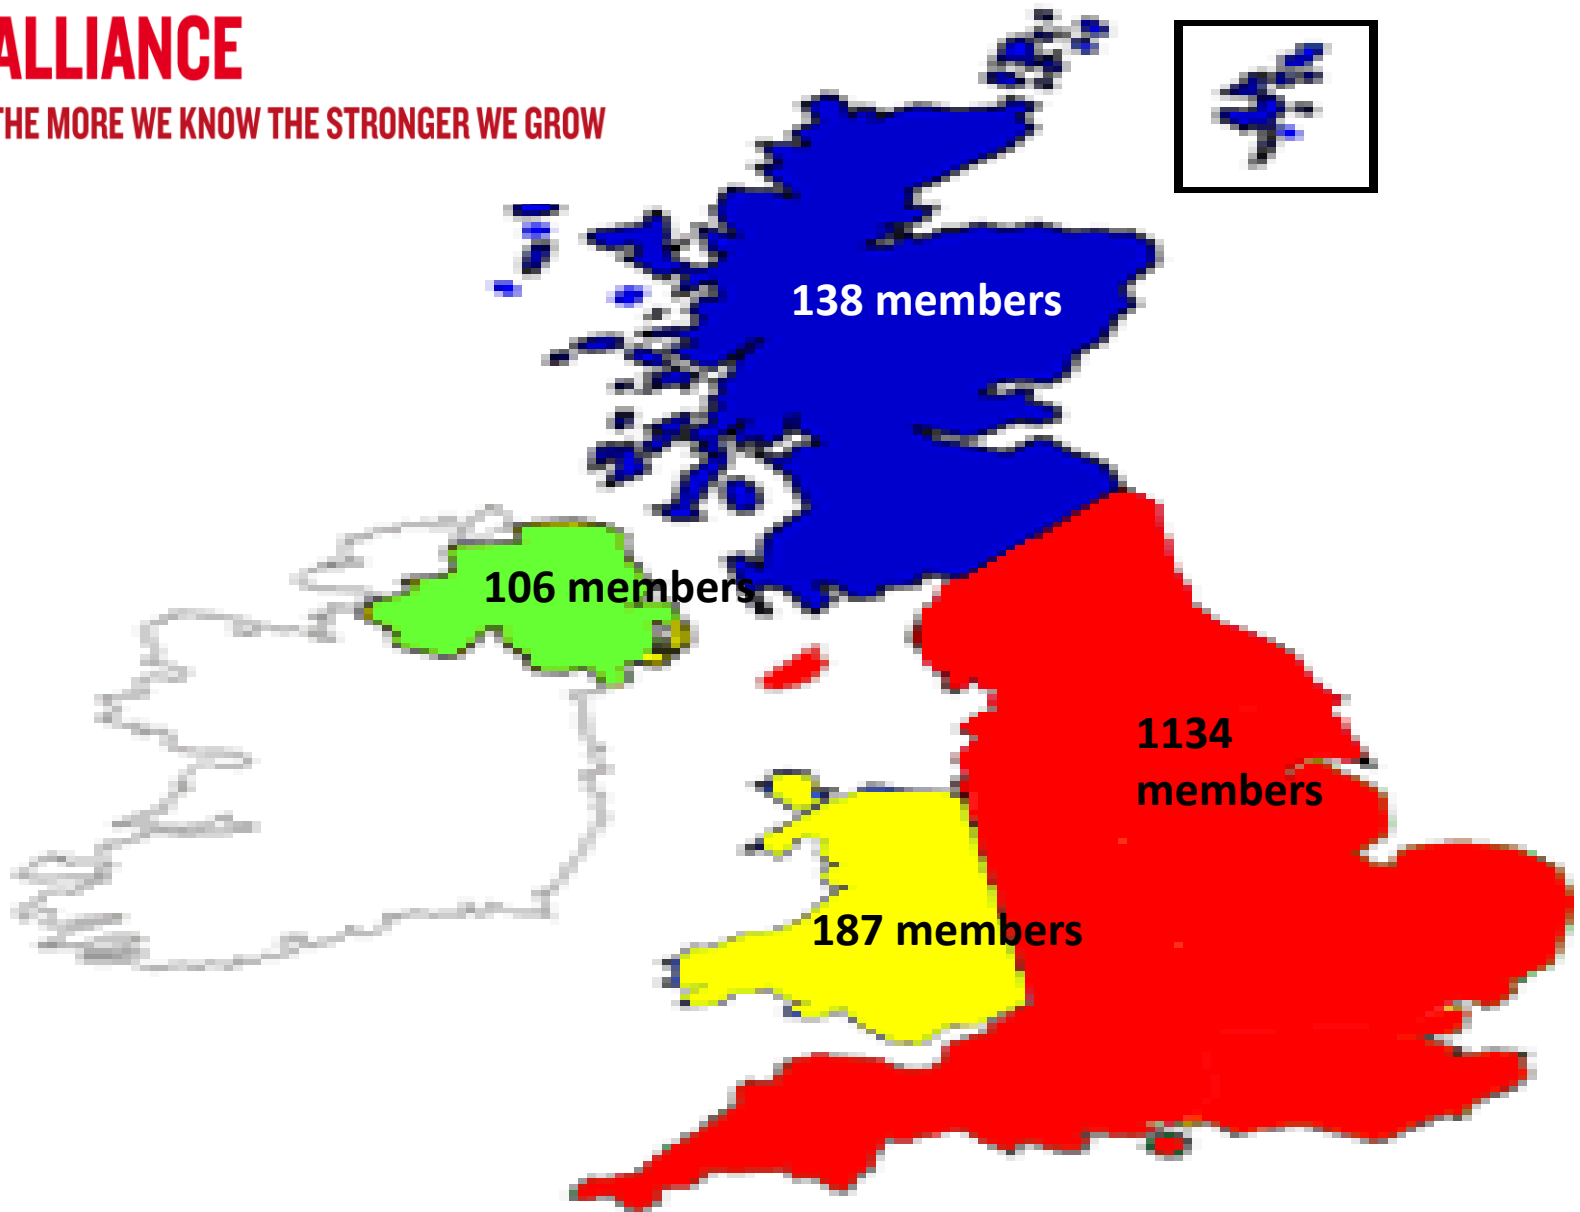 ALLIANCE
THE MORE WE KNOW THE STRONGER WE GROW
138 members
106 members
1134
members
187 members